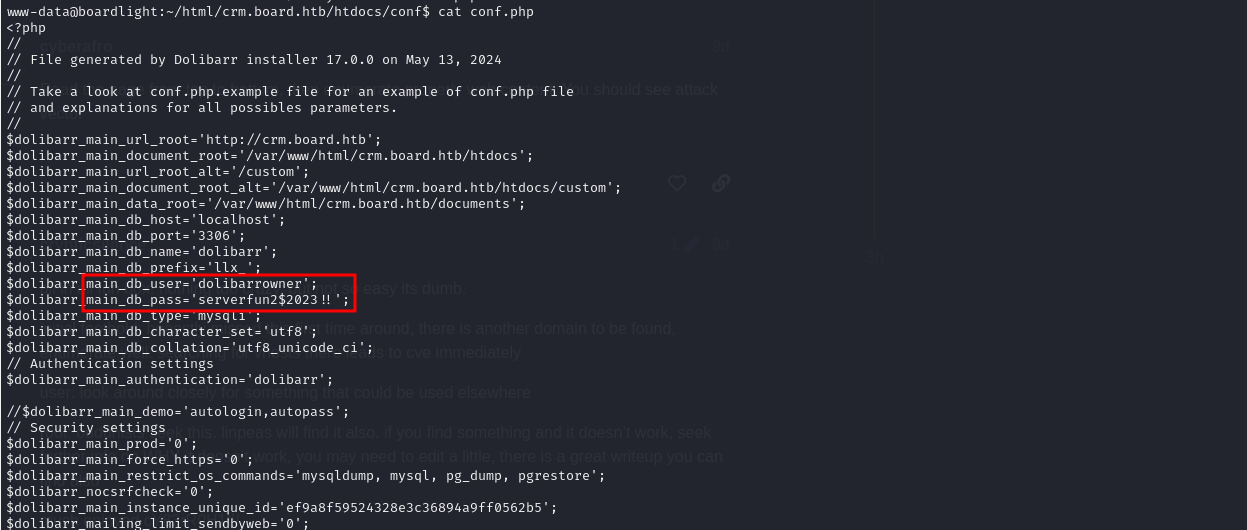 www-data@boardlight:~/html/crm.board.htb/htdocs/conf$ cat conf.php
<?php
//
// File generated by Dolibarr installer 17.0.0 on May 13, 2024
//
// Take a look at conf.php.example file for an example of conf.php file
// and explanations for all possibles parameters.
//
$dolibarr_main_url_root='http://crm.board.htb';
$dolibarr_main_document_root='/var/www/html/crm.board.htb/htdocs';
$dolibarr_main_url_root_alt='/custom';
$dolibarr_main_document_root_alt='/var/www/html/crm.board.htb/htdocs/custom';
$dolibarr_main_data_root='/var/www/html/crm.board.htb/documents';
$dolibarr_main_db_host='localhost';
$dolibarr_main_db_port='3306';
$dolibarr_main_db_name='dolibarr';
$dolibarr_main_db_prefix='llx_';
$dolibarr_main_db_user='dolibarrowner';
$dolibarr_main_db_pass='serverfun2$2023!!';
$dolibarr_main_db_type='mysqli';
$dolibarr_main_db_character_set='utf8';
$dolibarr_main_db_collation='utf8_unicode_ci';
// Authentication settings
$dolibarr_main_authentication='dolibarr';
//$dolibarr_main_demo='autologin,autopass';
// Security settings
$dolibarr_main_prod='0';
$dolibarr_main_force_https='0';
$dolibarr_main_restrict_os_commands='mysqldump, mysql, pg_dump, pgrestore';
$dolibarr_nocsrfcheck='0';
$dolibarr_main_instance_unique_id='ef9a8f59524328e3c36894a9ff0562b5';
$dolibarr_mailing_limit_sendbyweb='0';